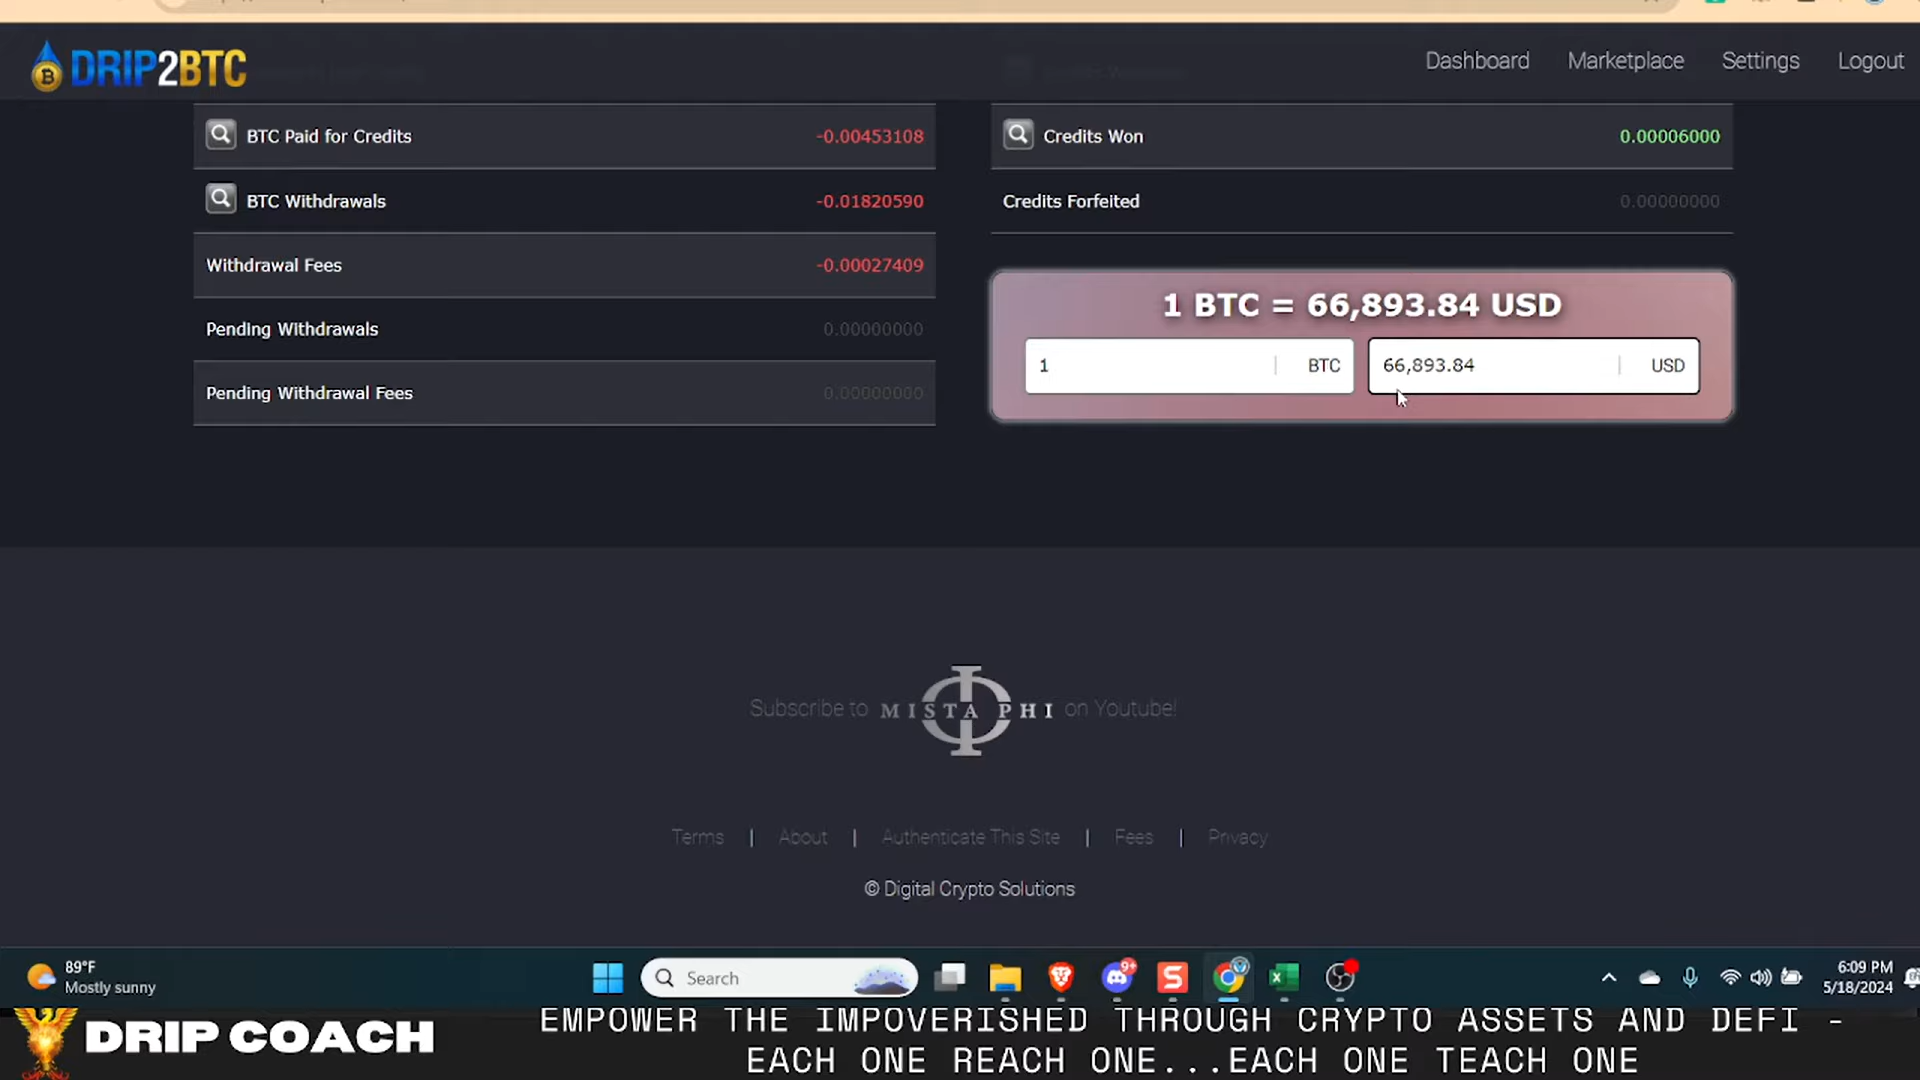 DRIP2BTC
Dashboard
Marketplace
Settings
Logout
BTC Paid for Credits -0.00453108
BTC Withdrawals -0.01820590
Withdrawal Fees -0.00027409
Pending Withdrawals 0.00000000
Pending Withdrawal Fees 0.00000000
Credits Won 0.00006000
Credits Forfeited 0.00000000
1 BTC = 66,893.84 USD
1 | BTC 66,893.84 | USD
Subscribe to MISTA PHI on Youtube!
Terms | About | Authenticate This Site | Fees | Privacy
© Digital Crypto Solutions
89°F
Mostly sunny
Search
9+
6:09 PM
5/18/2024
DRIP COACH
EMPOWER THE IMPOVERISHED THROUGH CRYPTO ASSETS AND DEFI -
EACH ONE REACH ONE...EACH ONE TEACH ONE